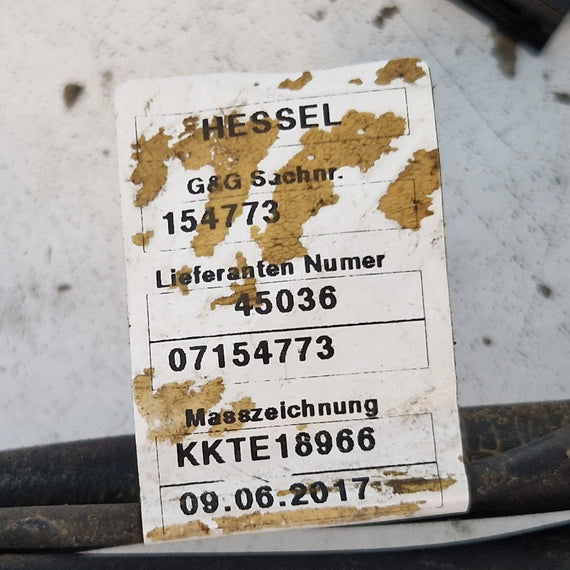 HESSEL
G&G Sachnr.
154773
Lieferanten Numer
45036
07154773
Masszeichnung
KKTE18966
09.06.2017